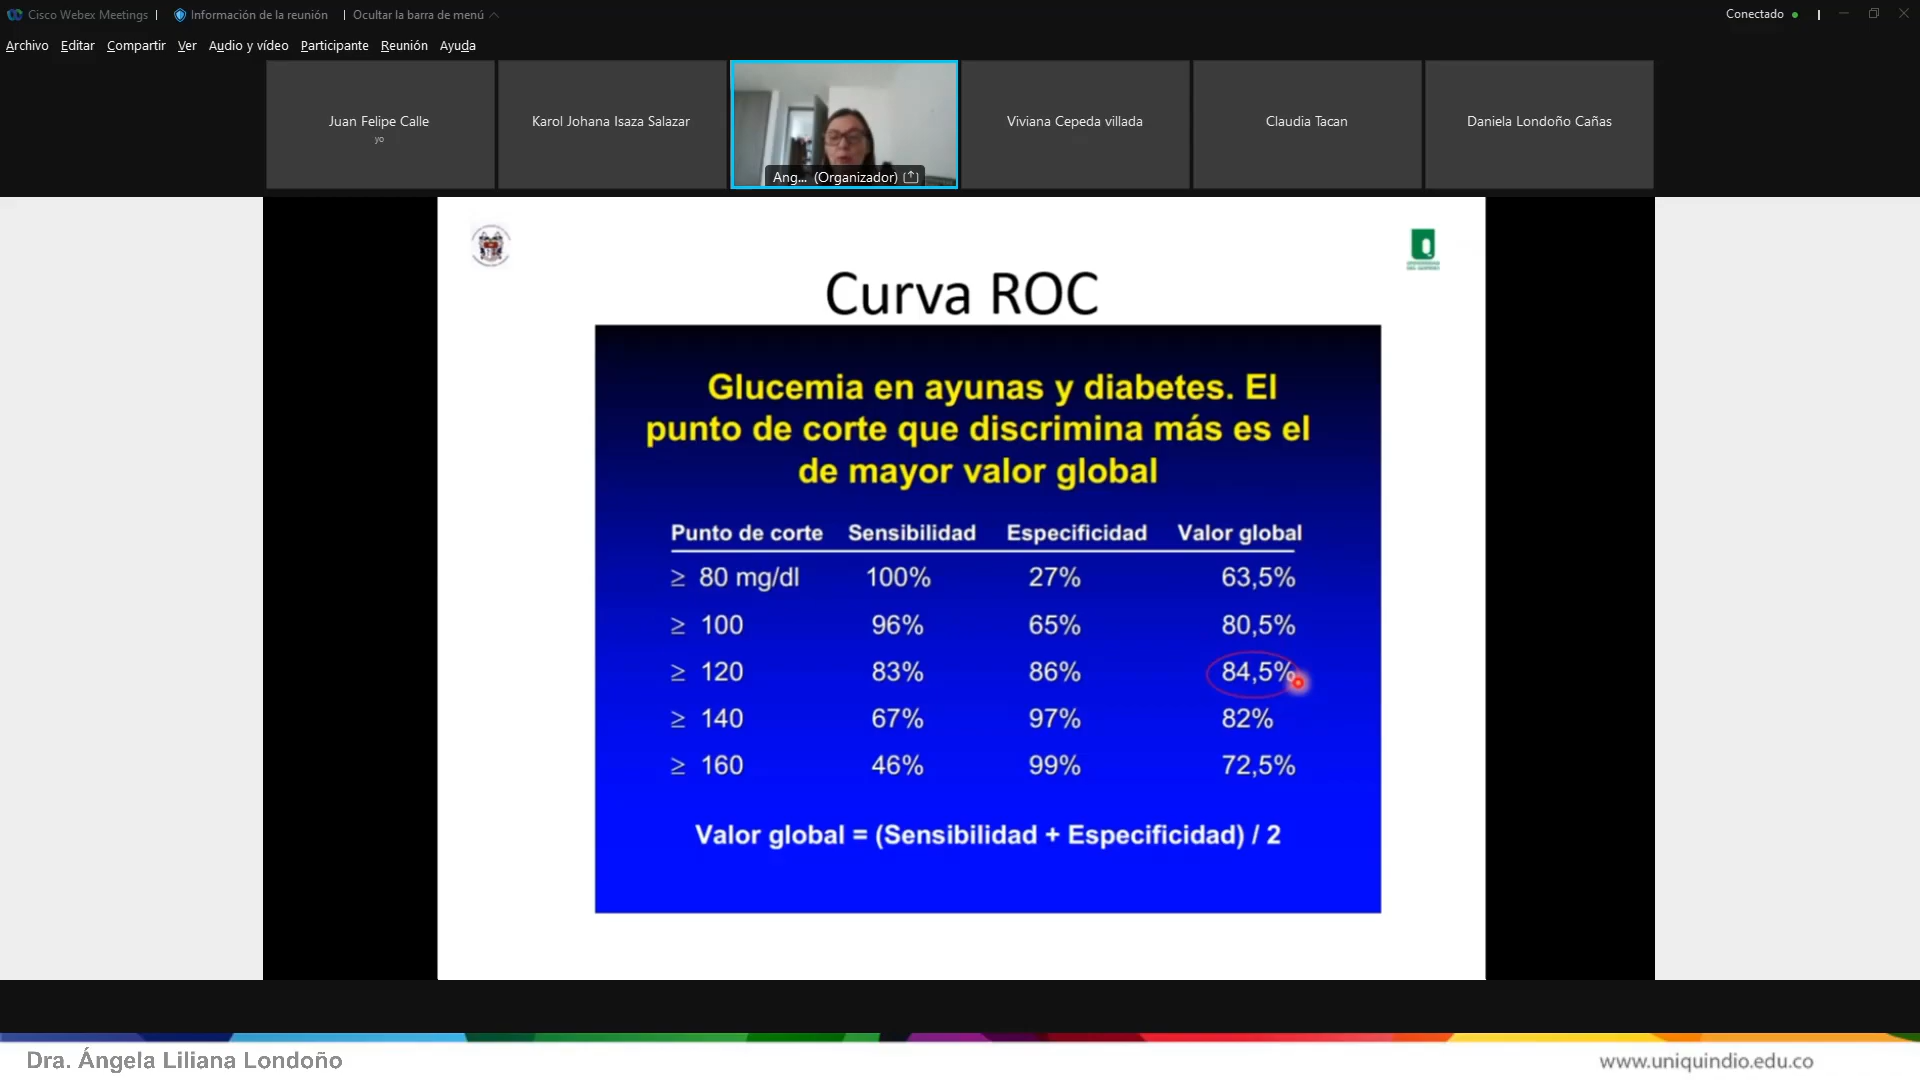 Cisco Webex Meetings | Información de la reunión | Ocultar la barra de menú
Conectado
Archivo Editar Compartir Ver Audio y vídeo Participante Reunión Ayuda
Juan Felipe Calle
yo
Karol Johana Isaza Salazar
Ang... (Organizador)
Viviana Cepeda villada
Claudia Tacan
Daniela Londoño Cañas
Curva ROC
Glucemia en ayunas y diabetes. El
punto de corte que discrimina más es el
de mayor valor global
Punto de corte Sensibilidad Especificidad Valor global
≥ 80 mg/dl 100% 27% 63,5%
≥ 100 96% 65% 80,5%
≥ 120 83% 86% 84,5%
≥ 140 67% 97% 82%
≥ 160 46% 99% 72,5%
Valor global = (Sensibilidad + Especificidad) / 2
Dra. Ángela Liliana Londoño
www.uniquindio.edu.co